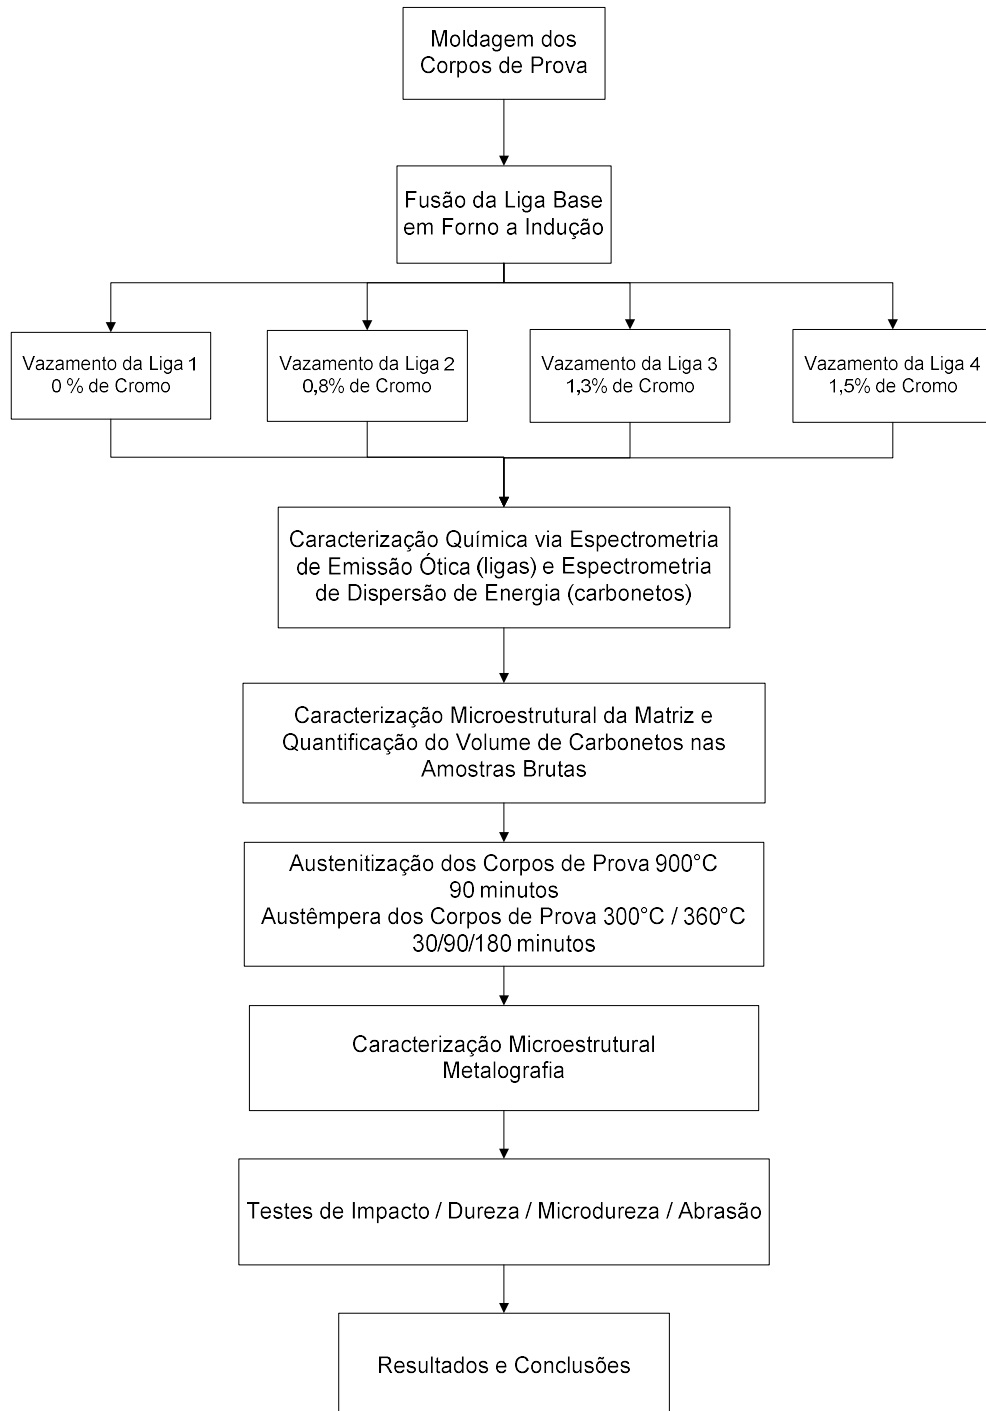 Moldagem dos
Corpos de Prova
Fusão da Liga Base
em Forno a Indução
Vazamento da Liga 1
0 % de Cromo
Vazamento da Liga 2
0,8% de Cromo
Vazamento da Liga 3
1,3% de Cromo
Vazamento da Liga 4
1,5% de Cromo
Caracterização Química via Espectrometria
de Emissão Ótica (ligas) e Espectrometria
de Dispersão de Energia (carbonetos)
Caracterização Microestrutural da Matriz e
Quantificação do Volume de Carbonetos nas
Amostras Brutas
Austenitização dos Corpos de Prova 900°C
90 minutos
Austêmpera dos Corpos de Prova 300°C / 360°C
30/90/180 minutos
Caracterização Microestrutural
Metalografia
Testes de Impacto / Dureza / Microdureza / Abrasão
Resultados e Conclusões